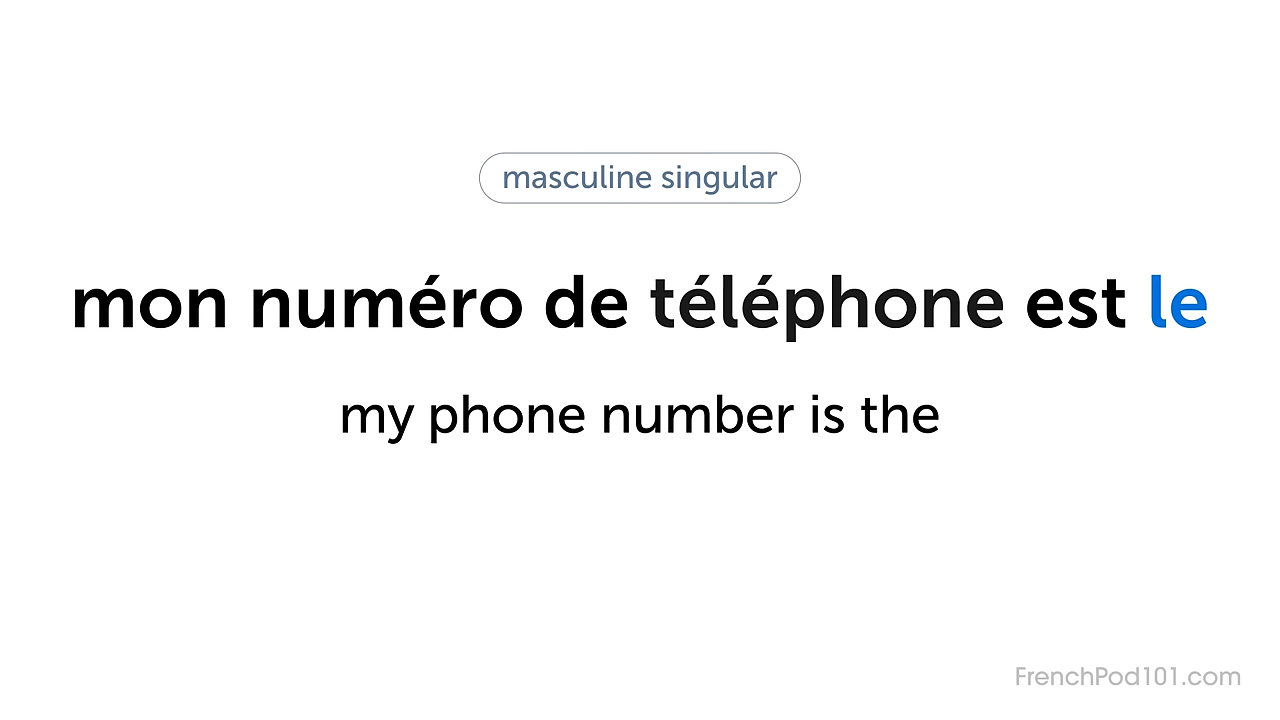 masculine singular
mon numéro de téléphone est le
my phone number is the
FrenchPod101.com